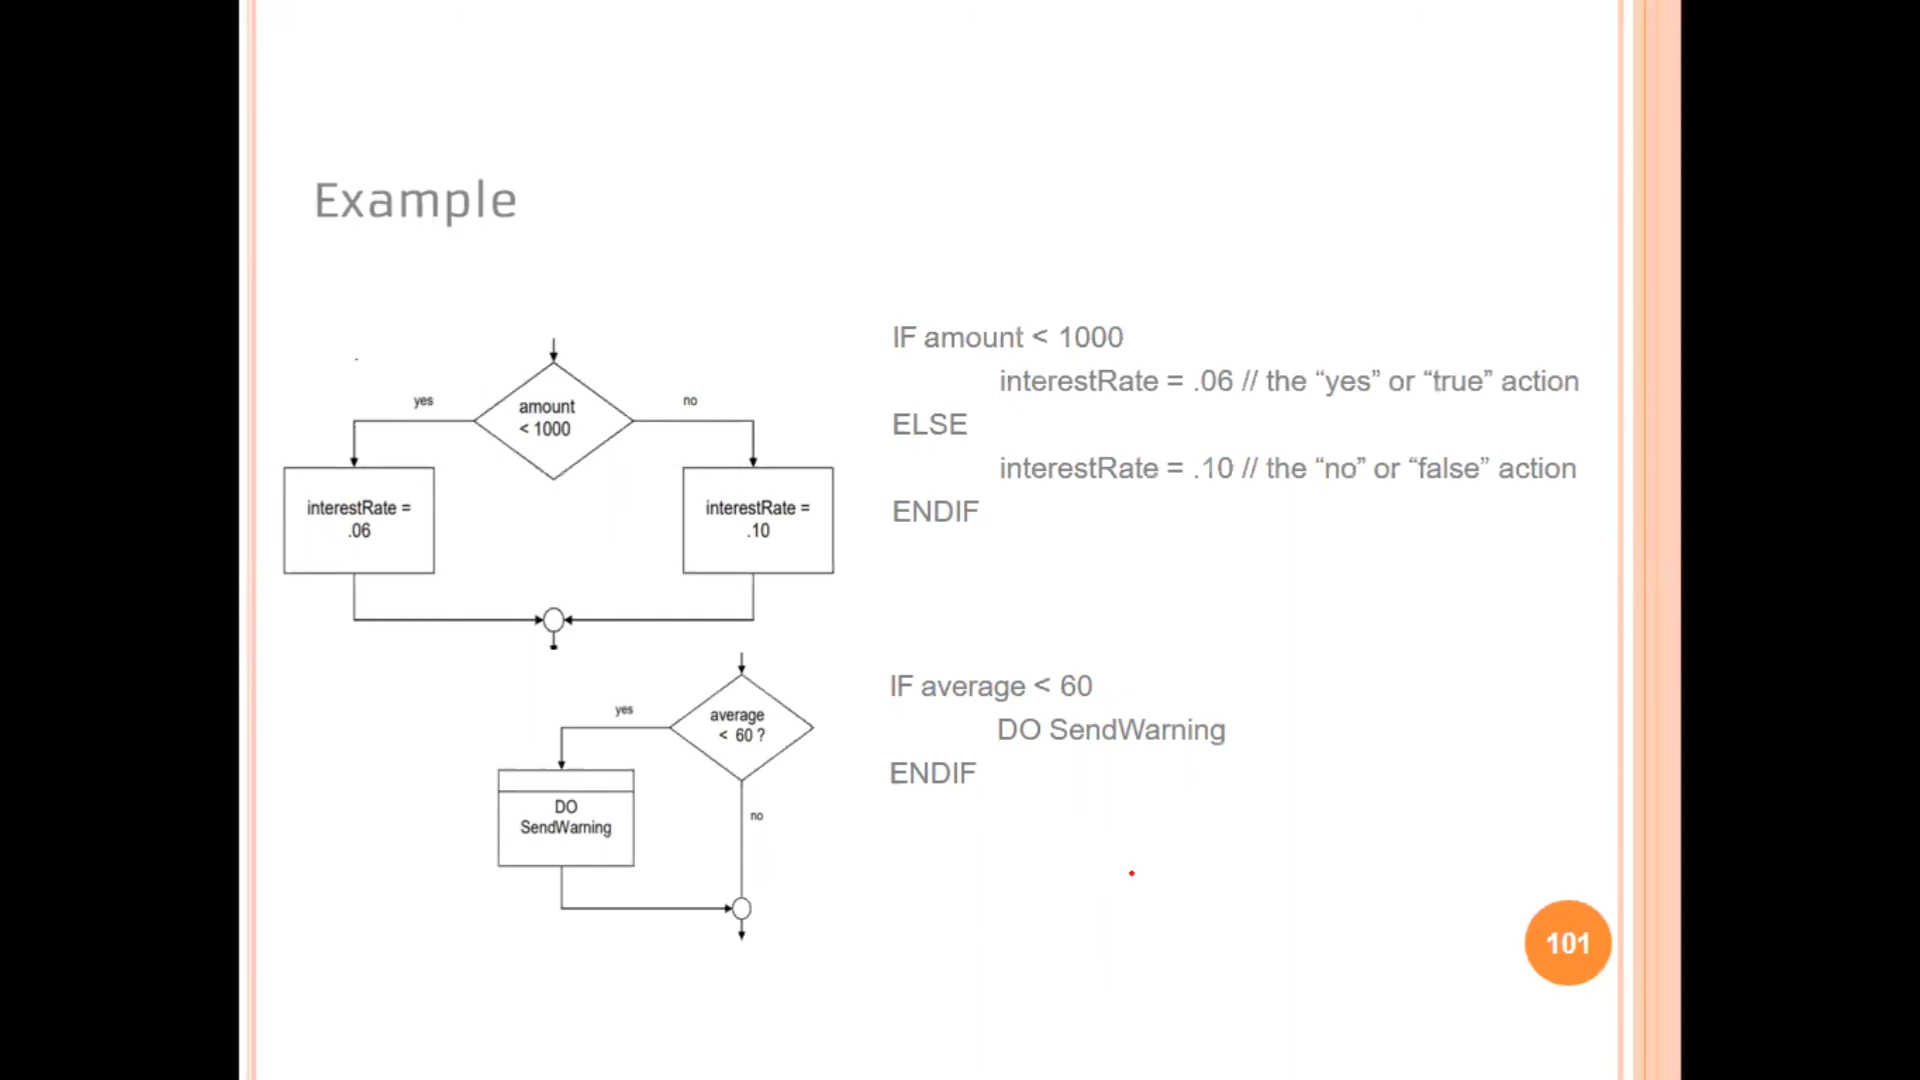 Example
yes
amount
< 1000
no
interestRate =
.06
interestRate =
.10
IF amount < 1000
interestRate = .06 // the “yes” or “true” action
ELSE
interestRate = .10 // the “no” or “false” action
ENDIF
yes
average
< 60 ?
no
DO
SendWarning
IF average < 60
DO SendWarning
ENDIF
101